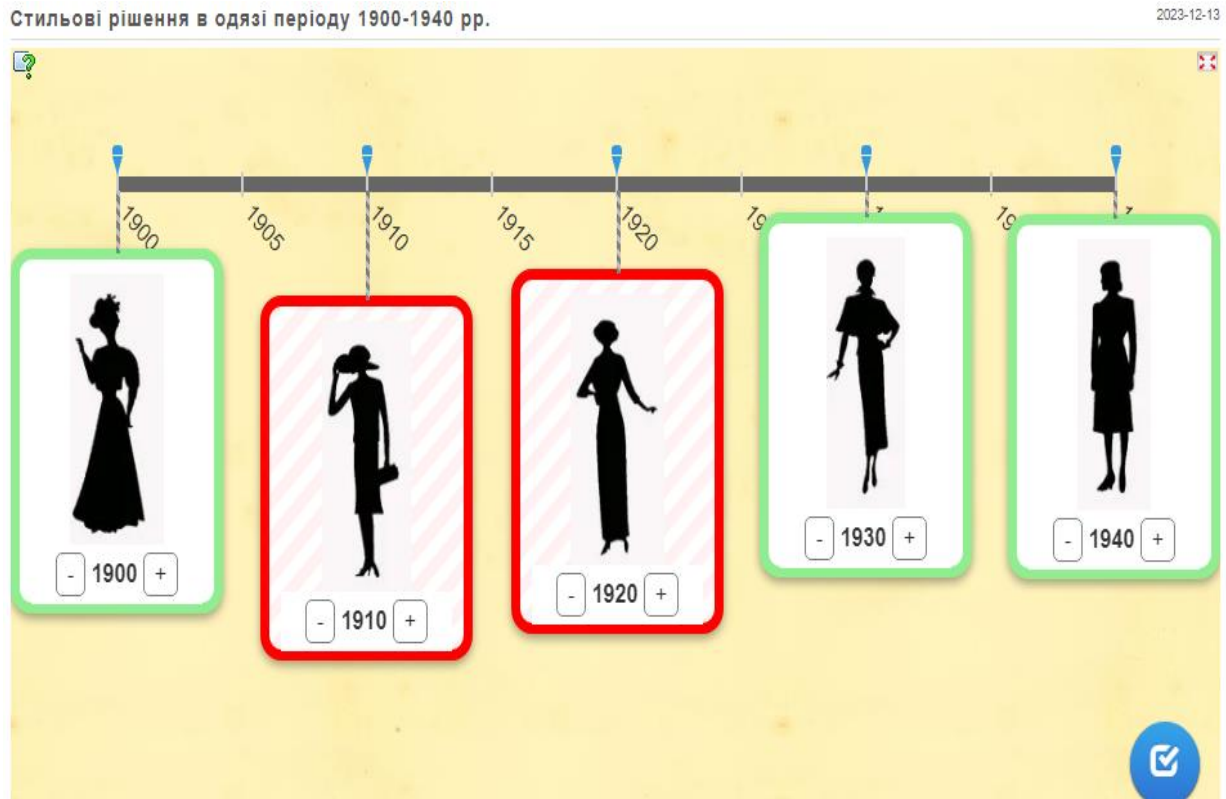 Стильові рішення в одязі періоду 1900-1940 рр.
2023-12-13
1900
1905
1910
1915
1920
- 1900 +
- 1910 +
- 1920 +
- 1930 +
- 1940 +